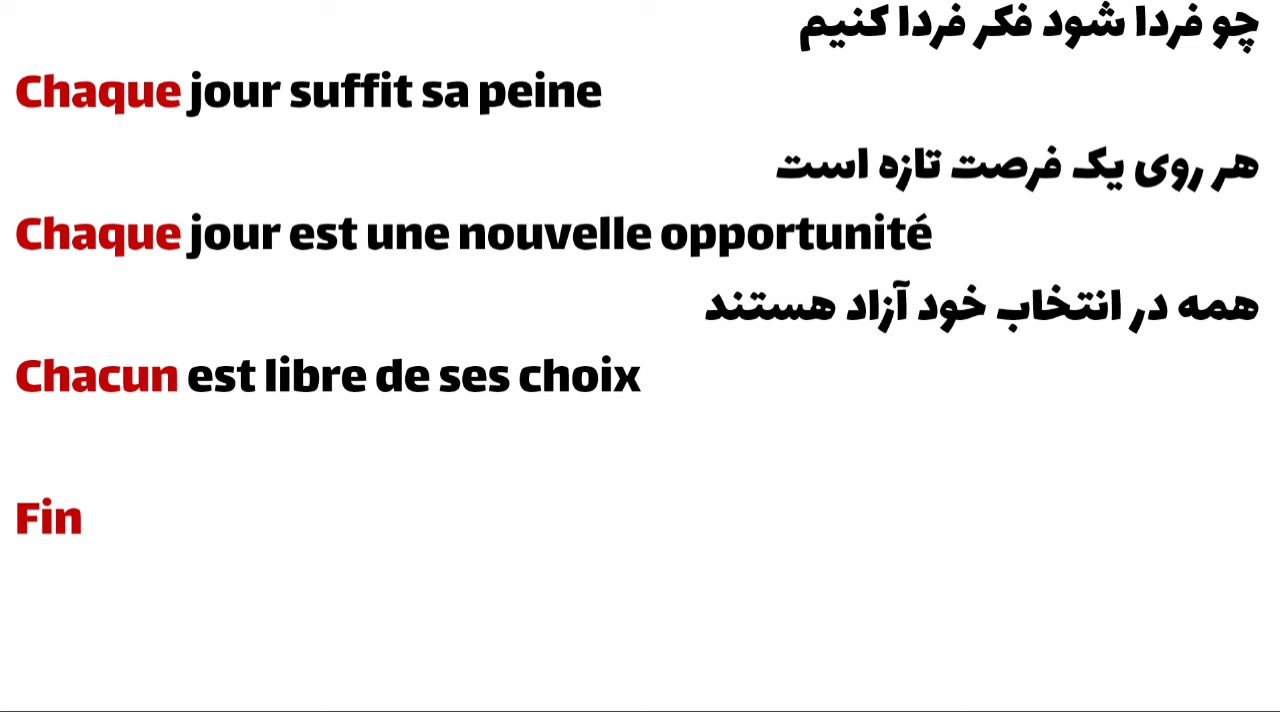 چو فردا شود فکر فردا کنیم
Chaque jour suffit sa peine
هر روی یک فرصت تازه است
Chaque jour est une nouvelle opportunité
همه در انتخاب خود آزاد هستند
Chacun est libre de ses choix
Fin